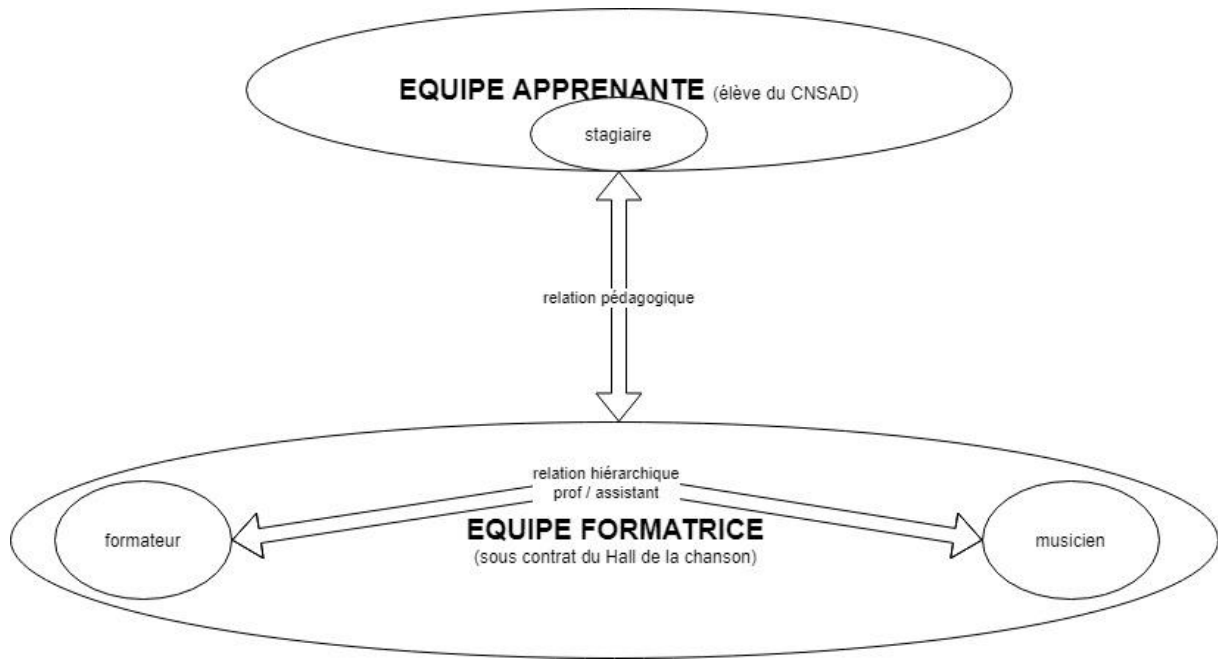 EQUIPE APPRENANTE (élève du CNSAD)
stagiaire
relation pédagogique
relation hiérarchique
prof / assistant
formateur
EQUIPE FORMATRICE
(sous contrat du Hall de la chanson)
musicien